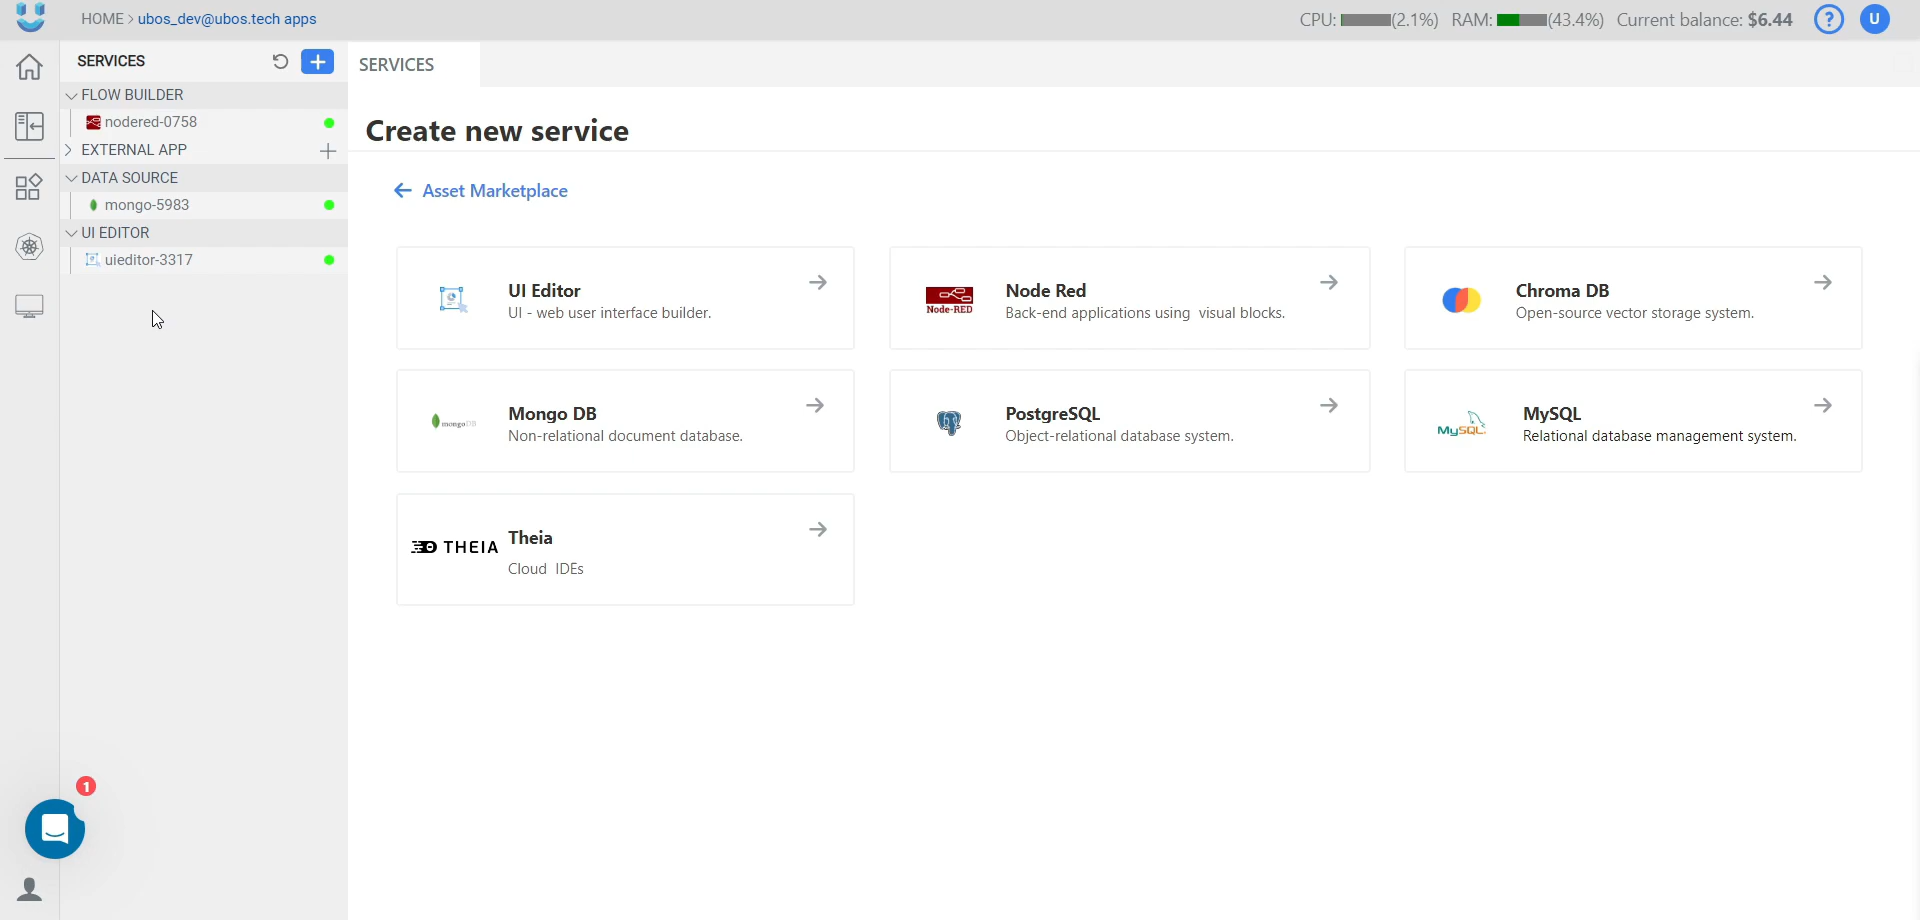 HOME > ubos_dev@ubos.tech apps
CPU: (2.1%) RAM: (43.4%) Current balance: $6.44
?
U
SERVICES
+
FLOW BUILDER
nodered-0758
EXTERNAL APP
DATA SOURCE
mongo-5983
UI EDITOR
uieditor-3317
1
SERVICES
Create new service
← Asset Marketplace
UI Editor
UI - web user interface builder.
Node-RED
Node Red
Back-end applications using visual blocks.
Chroma DB
Open-source vector storage system.
mongoDB
Mongo DB
Non-relational document database.
PostgreSQL
Object-relational database system.
MySQL
MySQL
Relational database management system.
THEIA
Theia
Cloud IDEs